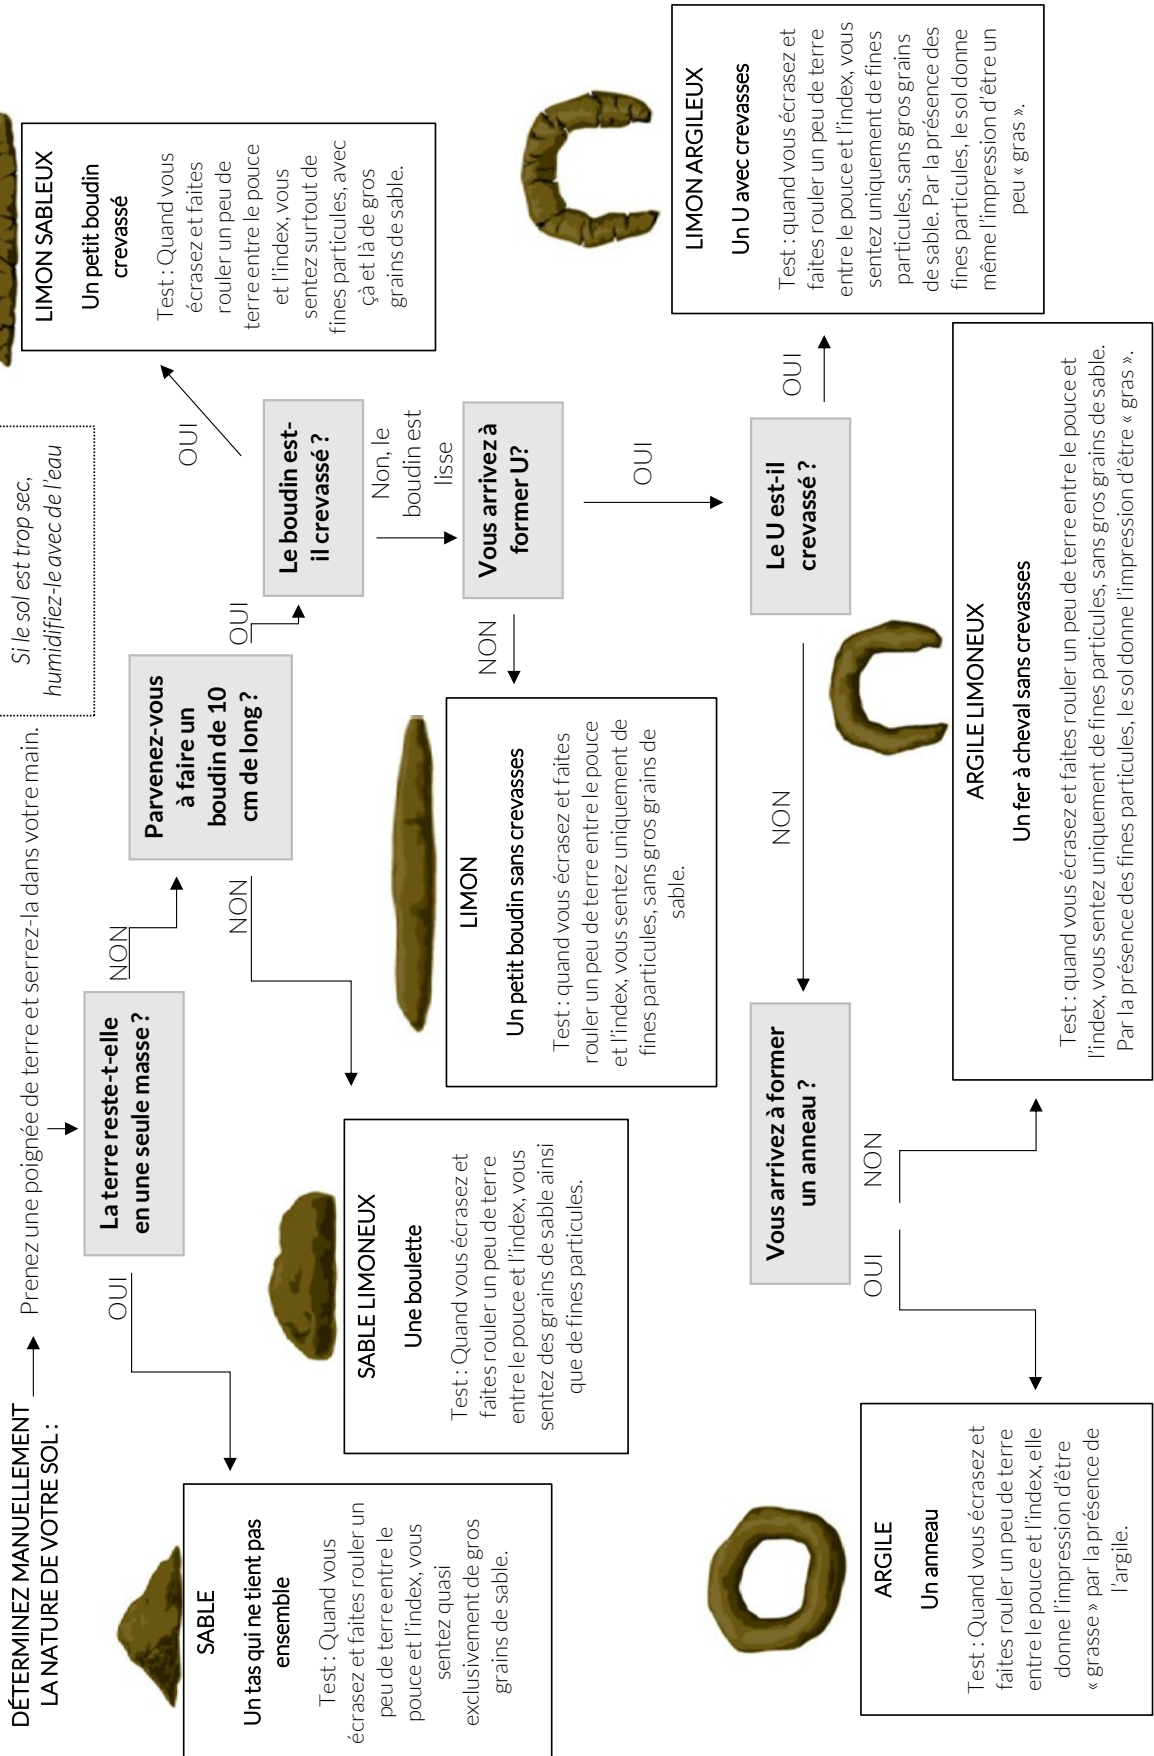 DÉTERMINEZ MANUELLEMENT
LA NATURE DE VOTRE SOL :
Prenez une poignée de terre et serrez-la dans votre main.
Si le sol est trop sec,
humidifiez-le avec de l'eau
La terre reste-t-elle
en une seule masse ?
OUI
NON
SABLE
Un tas qui ne tient pas
ensemble
Test : Quand vous
écrasez et faites rouler un
peu de terre entre le
pouce et l'index, vous
sentez quasi
exclusivement de gros
grains de sable.
Parvenez-vous
à faire un
boudin de 10
cm de long ?
NON
OUI
SABLE LIMONEUX
Une boulette
Test : Quand vous écrasez et
faites rouler un peu de terre
entre le pouce et l'index, vous
sentez des grains de sable ainsi
que de fines particules.
Le boudin est-
il crevassé ?
OUI
LIMON SABLEUX
Un petit boudin
crevassé
Test : Quand vous
écrasez et faites
rouler un peu de
terre entre le pouce
et l'index, vous
sentez surtout de
fines particules, avec
çà et là de gros
grains de sable.
Non, le
boudin est
lisse
Vous arrivez à
former U?
NON
OUI
LIMON
Un petit boudin sans crevasses
Test : quand vous écrasez et faites
rouler un peu de terre entre le pouce
et l'index, vous sentez uniquement de
fines particules, sans gros grains de
sable.
Le U est-il
crevassé ?
OUI
NON
LIMON ARGILEUX
Un U avec crevasses
Test : quand vous écrasez et
faites rouler un peu de terre
entre le pouce et l'index, vous
sentez uniquement de fines
particules, sans gros grains
de sable. Par la présence des
fines particules, le sol donne
même l'impression d'être un
peu « gras ».
Vous arrivez à former
un anneau ?
OUI
NON
ARGILE
Un anneau
Test : Quand vous écrasez et
faites rouler un peu de terre
entre le pouce et l'index, elle
donne l'impression d'être
« grasse » par la présence de
l'argile.
ARGILE LIMONEUX
Un fer à cheval sans crevasses
Test : quand vous écrasez et faites rouler un peu de terre entre le pouce et
l'index, vous sentez uniquement de fines particules, sans gros grains de sable.
Par la présence des fines particules, le sol donne l'impression d'être « gras ».